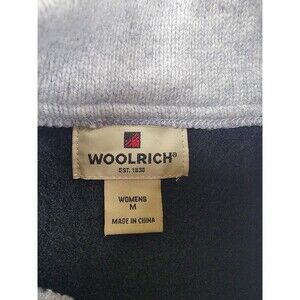 WOOLRICH®
EST. 1830
WOMENS
M
MADE IN CHINA